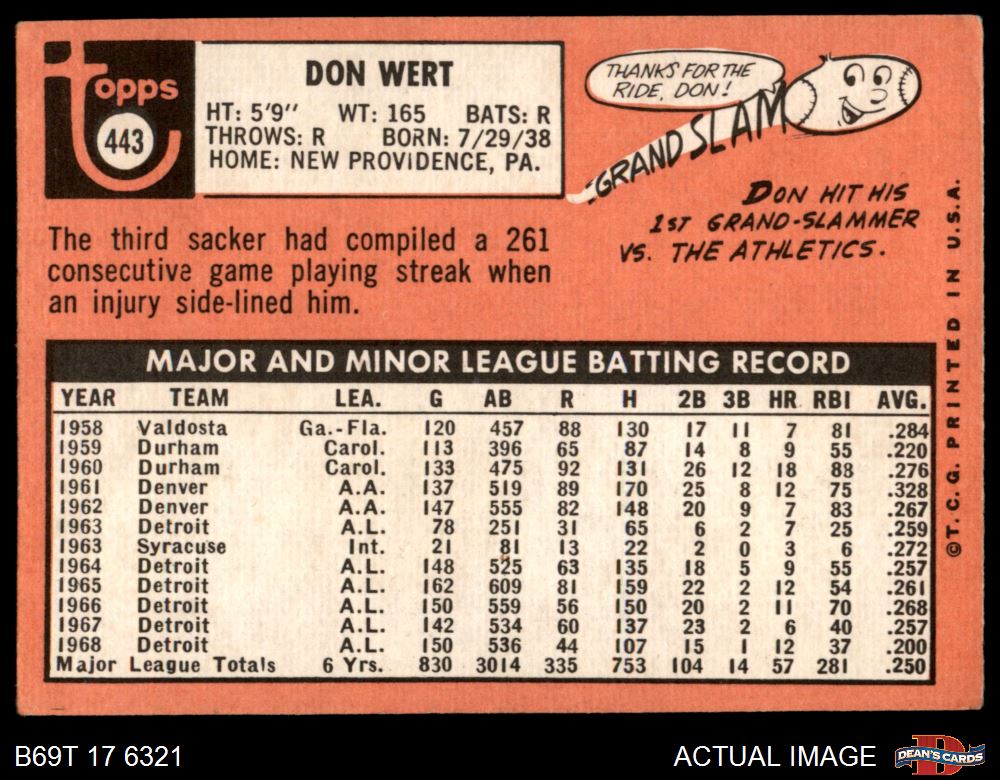 Topps
443
DON WERT
HT: 5'9" WT: 165 BATS: R
THROWS: R BORN: 7/29/38
HOME: NEW PROVIDENCE, PA.
THANKS FOR THE
RIDE, DON!
GRAND SLAM
DON HIT HIS
1ST GRAND-SLAMMER
VS. THE ATHLETICS.
The third sacker had compiled a 261
consecutive game playing streak when
an injury side-lined him.
MAJOR AND MINOR LEAGUE BATTING RECORD
YEAR TEAM LEA. G AB R H 2B 3B HR RBI AVG.
1958 Valdosta Ga.-Fla. 120 457 88 130 17 11 7 81 .284
1959 Durham Carol. 113 396 65 87 14 8 9 55 .220
1960 Durham Carol. 133 475 92 131 26 12 18 88 .276
1961 Denver A.A. 137 519 89 170 25 8 12 75 .328
1962 Denver A.A. 147 555 82 148 20 9 7 83 .267
1963 Detroit A.L. 78 251 31 65 6 2 7 25 .259
1963 Syracuse Int. 21 81 13 22 2 0 3 6 .272
1964 Detroit A.L. 148 525 63 135 18 5 9 55 .257
1965 Detroit A.L. 162 609 81 159 22 2 12 54 .261
1966 Detroit A.L. 150 559 56 150 20 2 11 70 .268
1967 Detroit A.L. 142 534 60 137 23 2 6 40 .257
1968 Detroit A.L. 150 536 44 107 15 1 12 37 .200
Major League Totals 6 Yrs. 830 3014 335 753 104 14 57 281 .250
© T.C.G. PRINTED IN U.S.A.
B69T 17 6321
ACTUAL IMAGE
DEAN'S CARDS